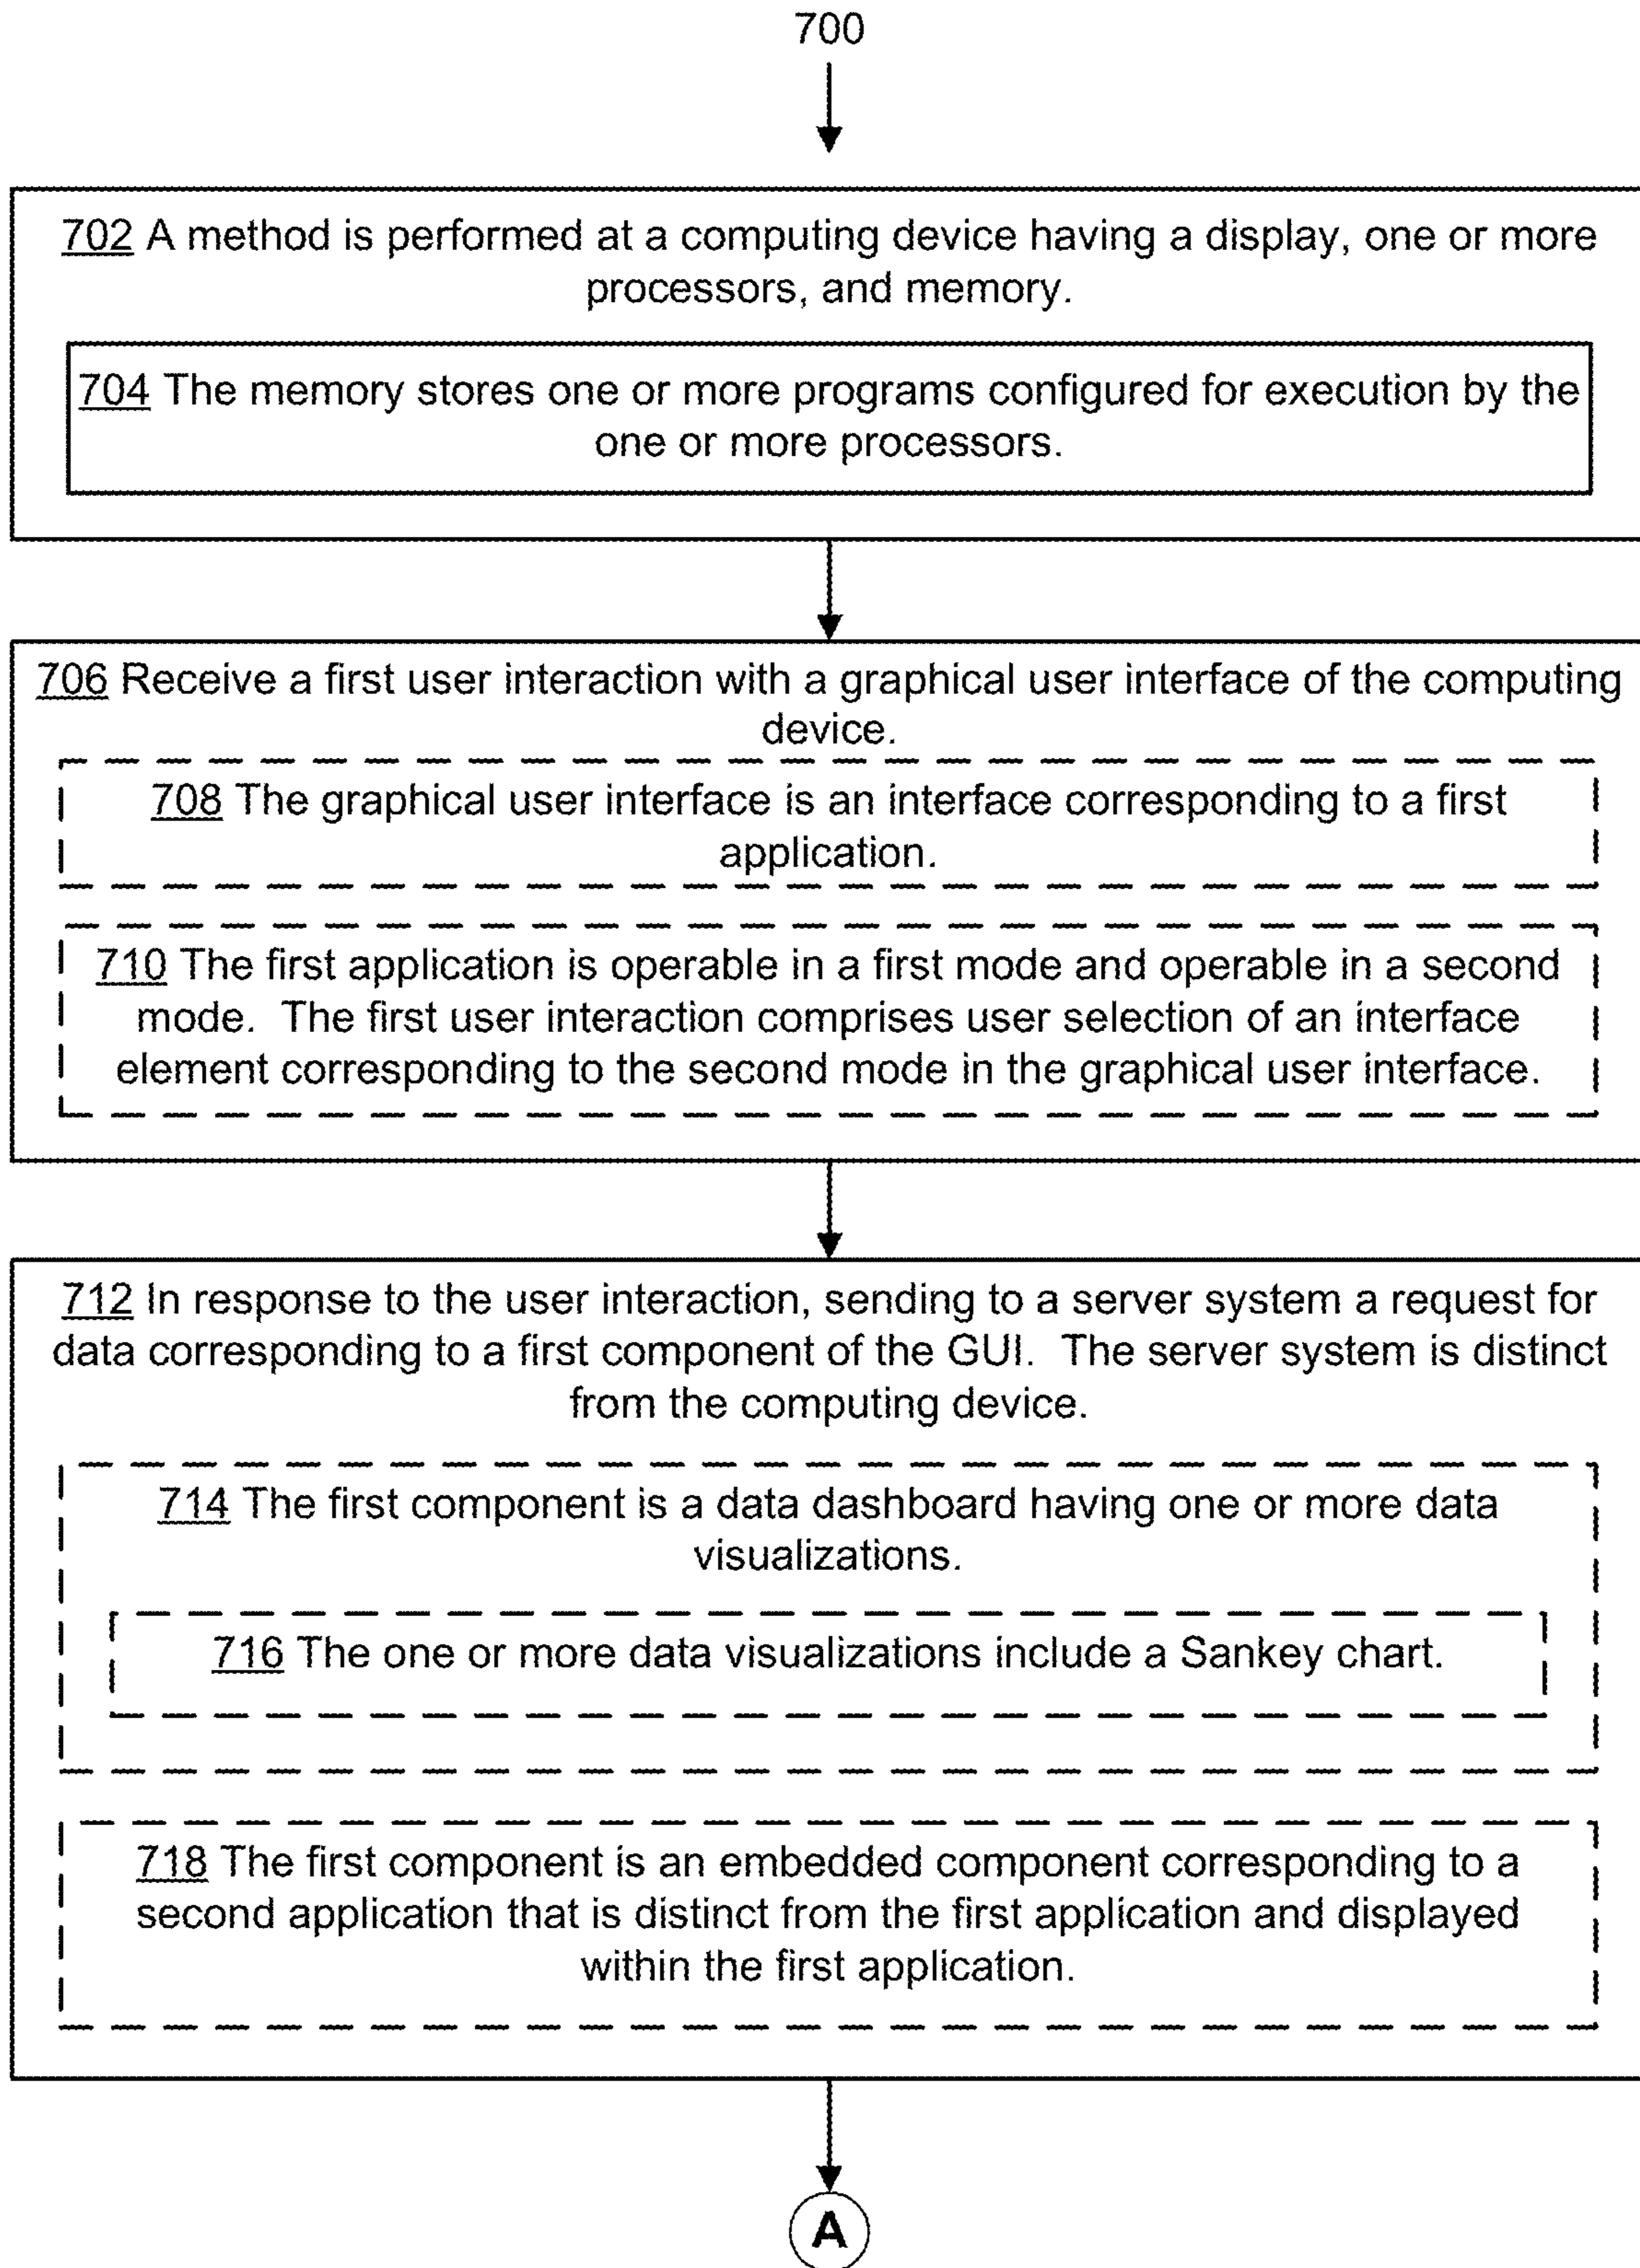 700
702 A method is performed at a computing device having a display, one or more
processors, and memory.
704 The memory stores one or more programs configured for execution by the
one or more processors.
706 Receive a first user interaction with a graphical user interface of the computing
device.
708 The graphical user interface is an interface corresponding to a first
application.
710 The first application is operable in a first mode and operable in a second
mode.  The first user interaction comprises user selection of an interface
element corresponding to the second mode in the graphical user interface.
712 In response to the user interaction, sending to a server system a request for
data corresponding to a first component of the GUI.  The server system is distinct
from the computing device.
714 The first component is a data dashboard having one or more data
visualizations.
716 The one or more data visualizations include a Sankey chart.
718 The first component is an embedded component corresponding to a
second application that is distinct from the first application and displayed
within the first application.
A